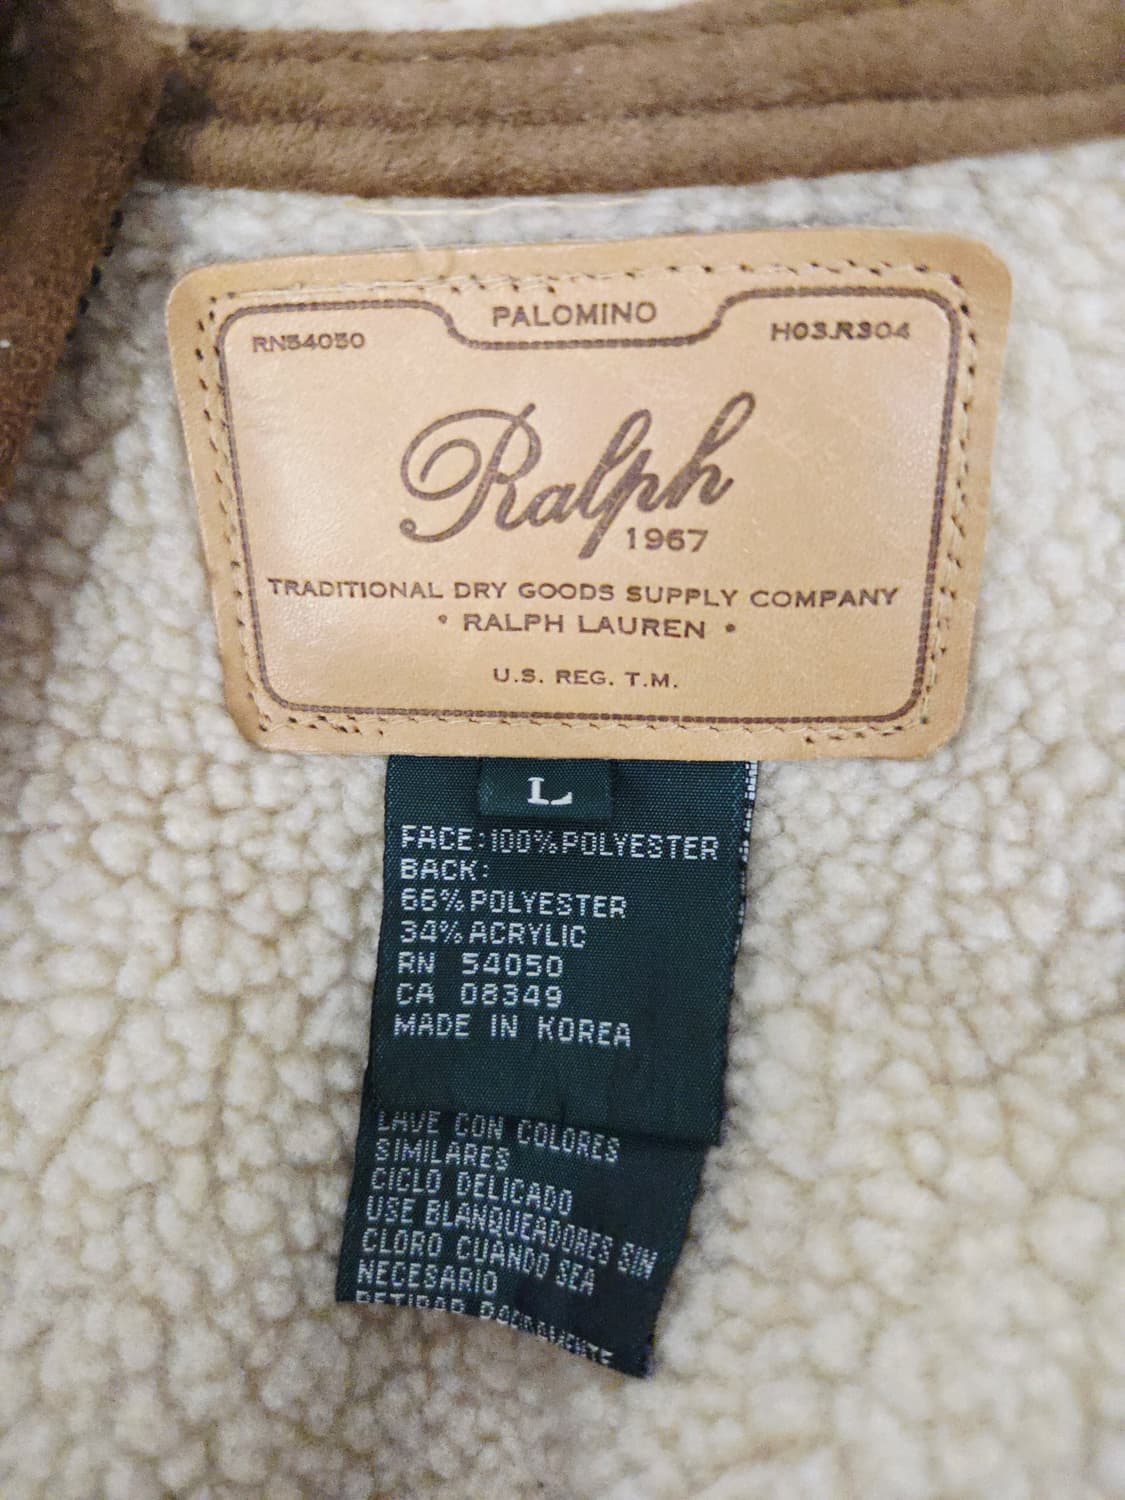 PALOMINO
RN54050
H03.R304
Ralph
1967
TRADITIONAL DRY GOODS SUPPLY COMPANY
• RALPH LAUREN •
U.S. REG. T.M.
L
FACE:100%POLYESTER
BACK:
66%POLYESTER
34%ACRYLIC
RN 54050
CA 08349
MADE IN KOREA
LAVE CON COLORES
SIMILARES
CICLO DELICADO
USE BLANQUEADORES SIN
CLORO CUANDO SEA
NECESARIO
RETIRAR